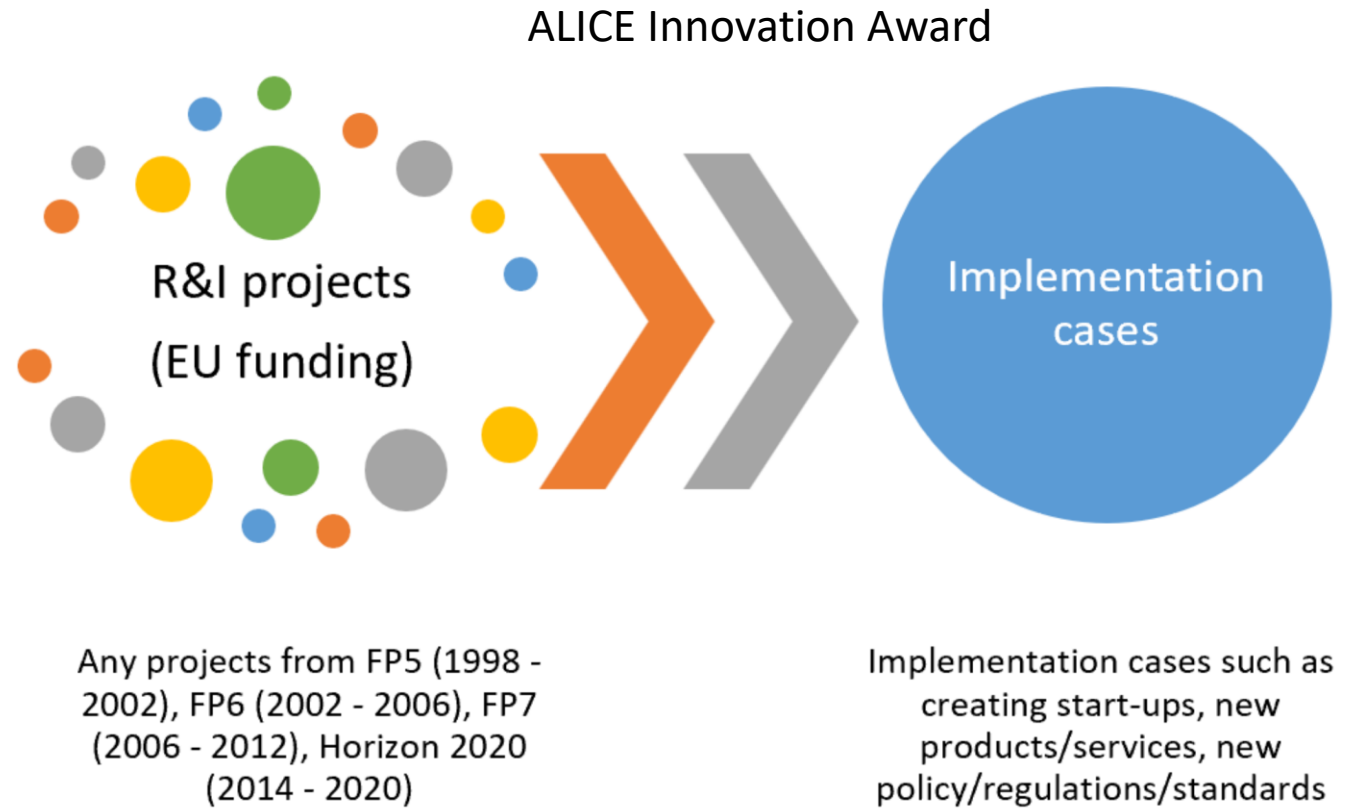 ALICE Innovation Award
R&I projects
(EU funding)
Implementation
cases
Any projects from FP5 (1998 -
2002), FP6 (2002 - 2006), FP7
(2006 - 2012), Horizon 2020
(2014 - 2020)
Implementation cases such as
creating start-ups, new
products/services, new
policy/regulations/standards